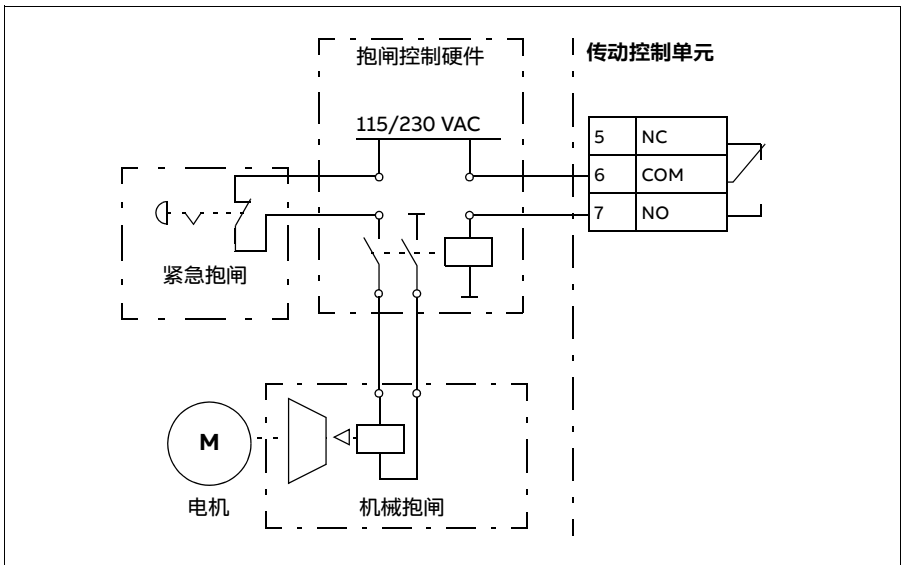 抱闸控制硬件
传动控制单元
115/230 VAC
5 NC
6 COM
7 NO
紧急抱闸
M
电机
机械抱闸